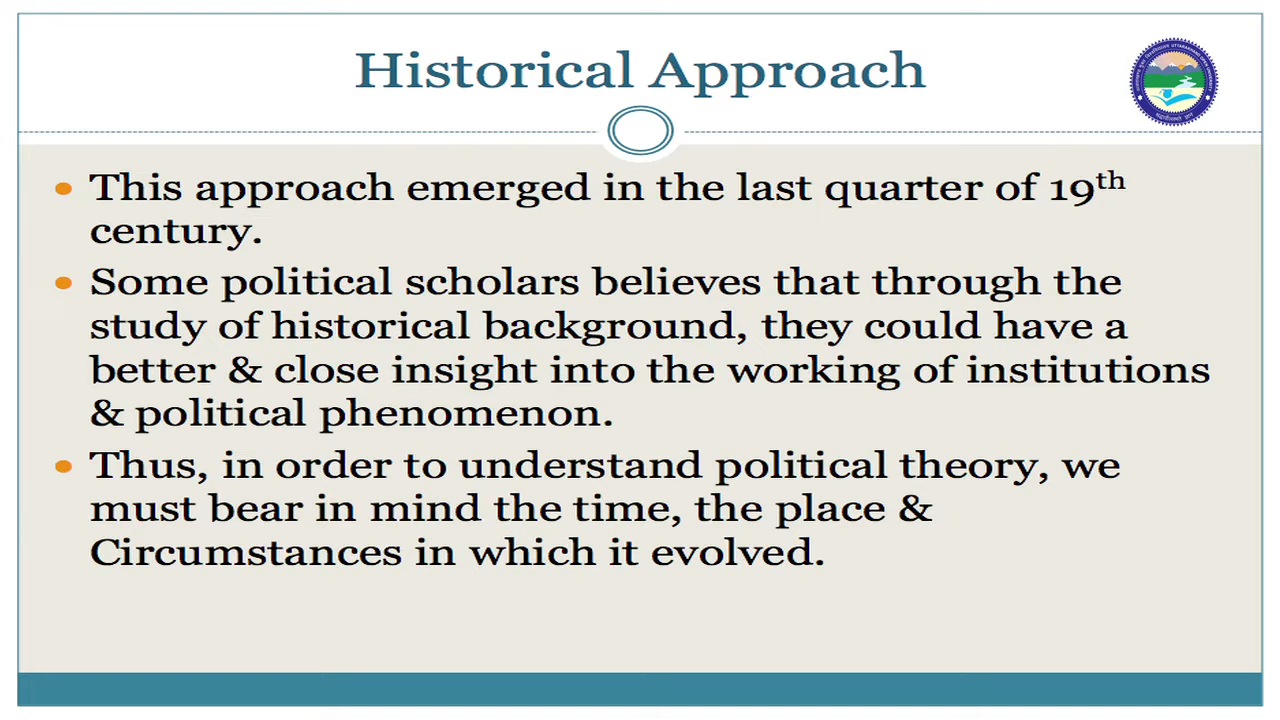 Historical Approach
This approach emerged in the last quarter of 19th
century.
Some political scholars believes that through the
study of historical background, they could have a
better & close insight into the working of institutions
& political phenomenon.
Thus, in order to understand political theory, we
must bear in mind the time, the place &
Circumstances in which it evolved.